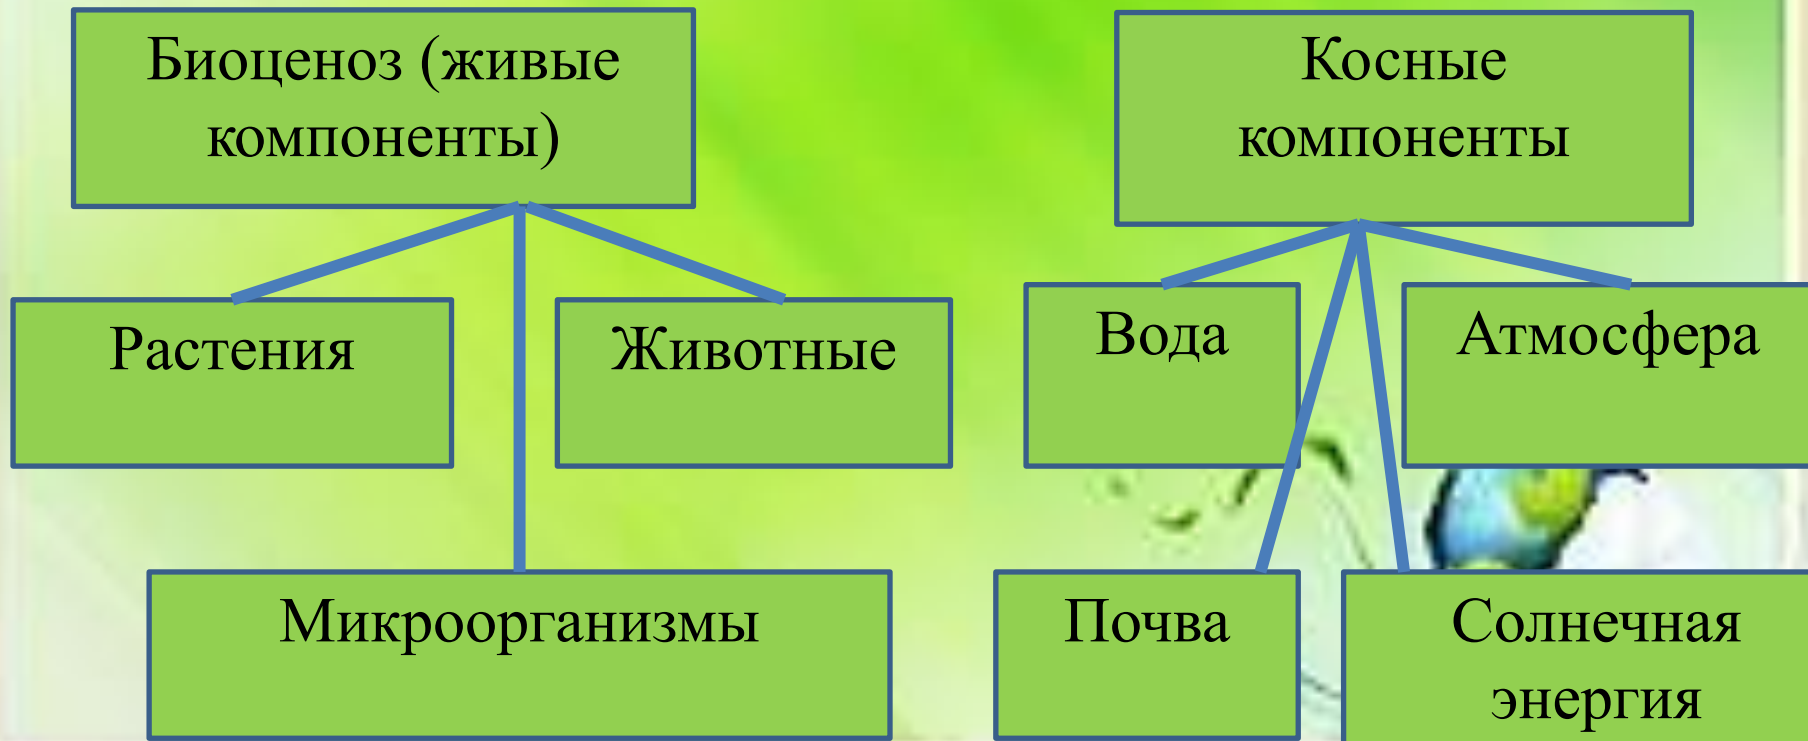 Биоценоз (живые
компоненты)
Косные
компоненты
Растения
Животные
Вода
Атмосфера
Микроорганизмы
Почва
Солнечная
энергия